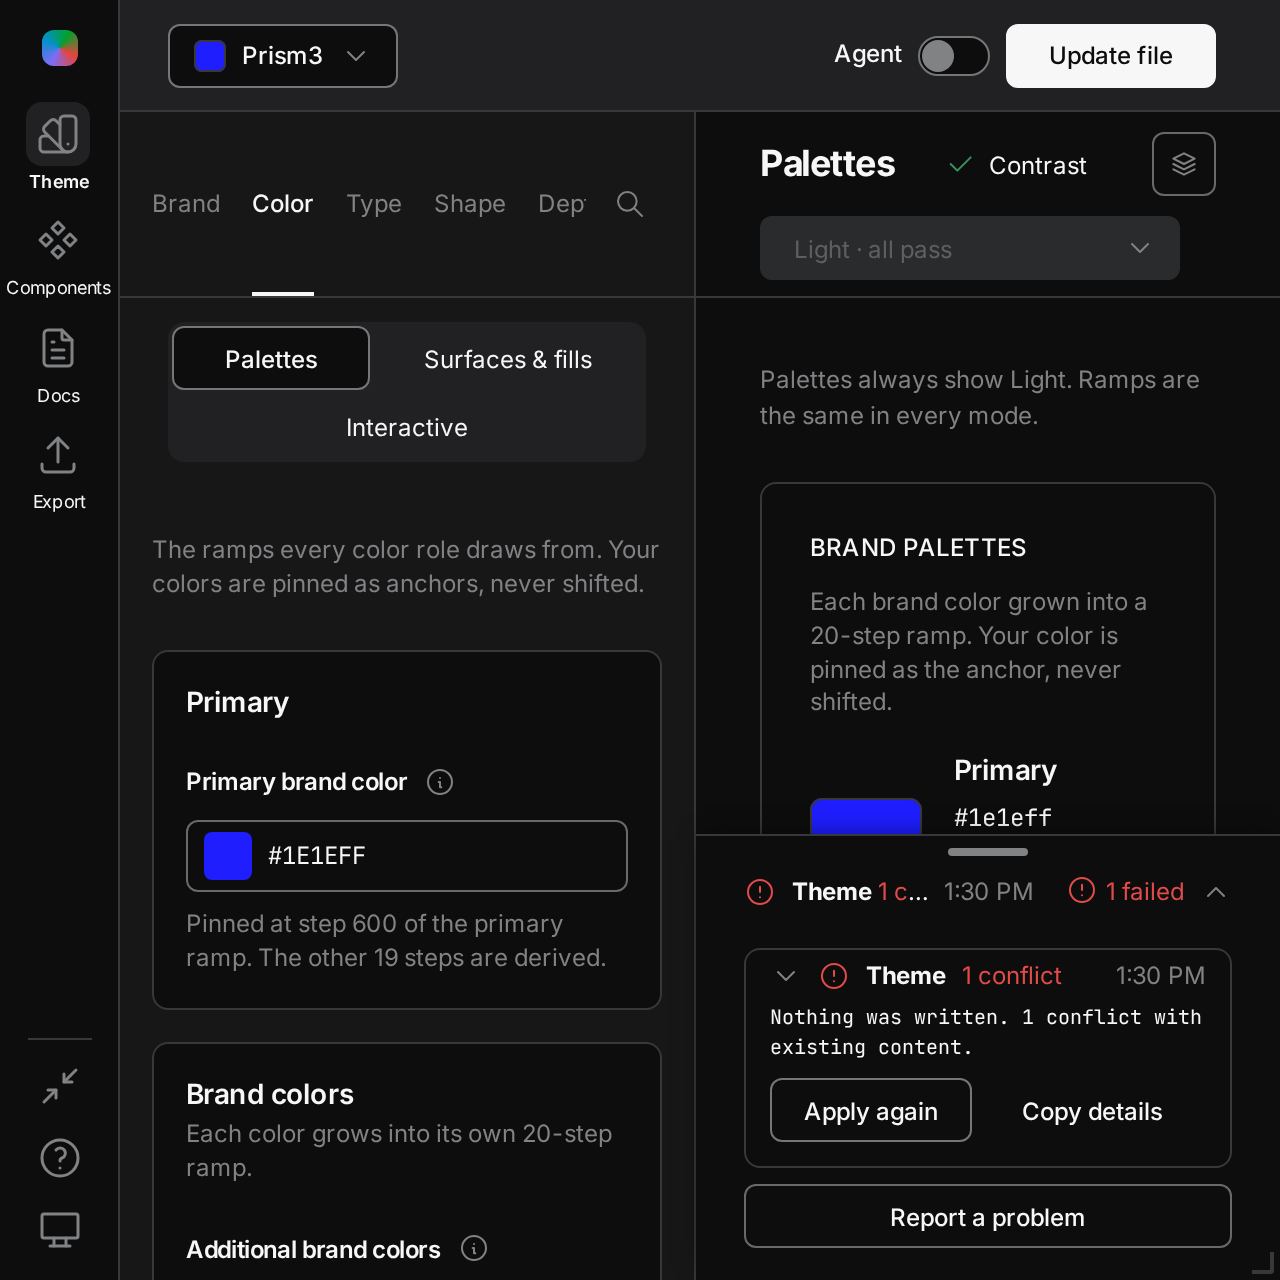 Prism3
Agent
Update file
Theme
Components
Docs
Export
Brand Color Type Shape Dep
Palettes
Surfaces & fills
Interactive
The ramps every color role draws from. Your
colors are pinned as anchors, never shifted.
Primary
Primary brand color
#1E1EFF
Pinned at step 600 of the primary
ramp. The other 19 steps are derived.
Brand colors
Each color grows into its own 20-step
ramp.
Additional brand colors
Palettes
Contrast
Light · all pass
Palettes always show Light. Ramps are
the same in every mode.
BRAND PALETTES
Each brand color grown into a
20-step ramp. Your color is
pinned as the anchor, never
shifted.
Primary
#1e1eff
Theme 1 c... 1:30 PM 1 failed
Theme 1 conflict 1:30 PM
Nothing was written. 1 conflict with
existing content.
Apply again
Copy details
Report a problem